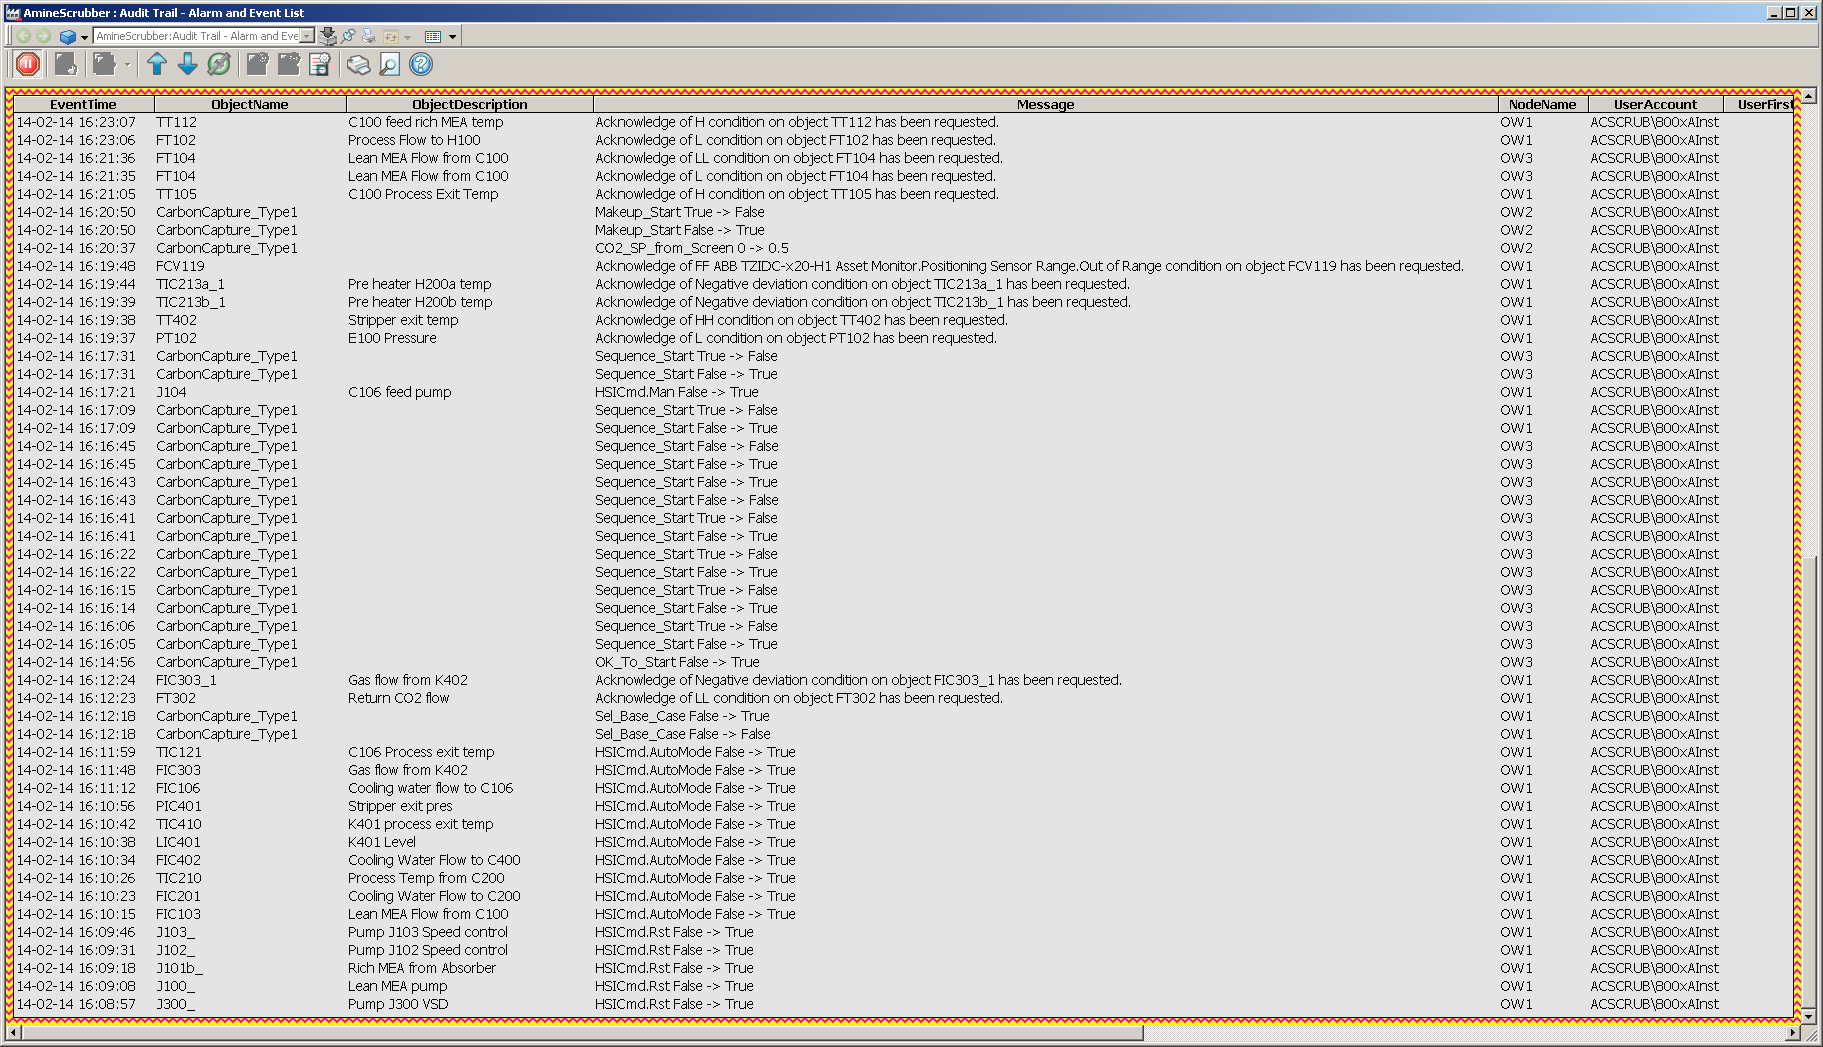 AmineScrubber : Audit Trail - Alarm and Event List
AmineScrubber:Audit Trail - Alarm and Eve
EventTime ObjectName ObjectDescription Message NodeName UserAccount UserFirst
14-02-14 16:23:07 TT112 C100 feed rich MEA temp Acknowledge of H condition on object TT112 has been requested. OW1 ACSCRUB\800xAInst
14-02-14 16:23:06 FT102 Process Flow to H100 Acknowledge of L condition on object FT102 has been requested. OW1 ACSCRUB\800xAInst
14-02-14 16:21:36 FT104 Lean MEA Flow from C100 Acknowledge of LL condition on object FT104 has been requested. OW3 ACSCRUB\800xAInst
14-02-14 16:21:35 FT104 Lean MEA Flow from C100 Acknowledge of L condition on object FT104 has been requested. OW3 ACSCRUB\800xAInst
14-02-14 16:21:05 TT105 C100 Process Exit Temp Acknowledge of H condition on object TT105 has been requested. OW1 ACSCRUB\800xAInst
14-02-14 16:20:50 CarbonCapture_Type1 Makeup_Start True -> False OW2 ACSCRUB\800xAInst
14-02-14 16:20:50 CarbonCapture_Type1 Makeup_Start False -> True OW2 ACSCRUB\800xAInst
14-02-14 16:20:37 CarbonCapture_Type1 CO2_SP_from_Screen 0 -> 0.5 OW2 ACSCRUB\800xAInst
14-02-14 16:19:48 FCV119 Acknowledge of FF ABB TZIDC-x20-H1 Asset Monitor.Positioning Sensor Range.Out of Range condition on object FCV119 has been requested. OW1 ACSCRUB\800xAInst
14-02-14 16:19:44 TIC213a_1 Pre heater H200a temp Acknowledge of Negative deviation condition on object TIC213a_1 has been requested. OW1 ACSCRUB\800xAInst
14-02-14 16:19:39 TIC213b_1 Pre heater H200b temp Acknowledge of Negative deviation condition on object TIC213b_1 has been requested. OW1 ACSCRUB\800xAInst
14-02-14 16:19:38 TT402 Stripper exit temp Acknowledge of HH condition on object TT402 has been requested. OW1 ACSCRUB\800xAInst
14-02-14 16:19:37 PT102 E100 Pressure Acknowledge of L condition on object PT102 has been requested. OW1 ACSCRUB\800xAInst
14-02-14 16:17:31 CarbonCapture_Type1 Sequence_Start True -> False OW3 ACSCRUB\800xAInst
14-02-14 16:17:31 CarbonCapture_Type1 Sequence_Start False -> True OW3 ACSCRUB\800xAInst
14-02-14 16:17:21 J104 C106 feed pump HSICmd.Man False -> True OW1 ACSCRUB\800xAInst
14-02-14 16:17:09 CarbonCapture_Type1 Sequence_Start True -> False OW1 ACSCRUB\800xAInst
14-02-14 16:17:09 CarbonCapture_Type1 Sequence_Start False -> True OW1 ACSCRUB\800xAInst
14-02-14 16:16:45 CarbonCapture_Type1 Sequence_Start False -> False OW3 ACSCRUB\800xAInst
14-02-14 16:16:45 CarbonCapture_Type1 Sequence_Start False -> True OW3 ACSCRUB\800xAInst
14-02-14 16:16:43 CarbonCapture_Type1 Sequence_Start False -> True OW3 ACSCRUB\800xAInst
14-02-14 16:16:43 CarbonCapture_Type1 Sequence_Start False -> False OW3 ACSCRUB\800xAInst
14-02-14 16:16:41 CarbonCapture_Type1 Sequence_Start True -> False OW3 ACSCRUB\800xAInst
14-02-14 16:16:41 CarbonCapture_Type1 Sequence_Start False -> True OW3 ACSCRUB\800xAInst
14-02-14 16:16:22 CarbonCapture_Type1 Sequence_Start True -> False OW3 ACSCRUB\800xAInst
14-02-14 16:16:22 CarbonCapture_Type1 Sequence_Start False -> True OW3 ACSCRUB\800xAInst
14-02-14 16:16:15 CarbonCapture_Type1 Sequence_Start True -> False OW3 ACSCRUB\800xAInst
14-02-14 16:16:14 CarbonCapture_Type1 Sequence_Start False -> True OW3 ACSCRUB\800xAInst
14-02-14 16:16:06 CarbonCapture_Type1 Sequence_Start True -> False OW3 ACSCRUB\800xAInst
14-02-14 16:16:05 CarbonCapture_Type1 Sequence_Start False -> True OW3 ACSCRUB\800xAInst
14-02-14 16:14:56 CarbonCapture_Type1 OK_To_Start False -> True OW3 ACSCRUB\800xAInst
14-02-14 16:12:24 FIC303_1 Gas flow from K402 Acknowledge of Negative deviation condition on object FIC303_1 has been requested. OW1 ACSCRUB\800xAInst
14-02-14 16:12:23 FT302 Return CO2 flow Acknowledge of LL condition on object FT302 has been requested. OW1 ACSCRUB\800xAInst
14-02-14 16:12:18 CarbonCapture_Type1 Sel_Base_Case False -> True OW1 ACSCRUB\800xAInst
14-02-14 16:12:18 CarbonCapture_Type1 Sel_Base_Case False -> False OW1 ACSCRUB\800xAInst
14-02-14 16:11:59 TIC121 C106 Process exit temp HSICmd.AutoMode False -> True OW1 ACSCRUB\800xAInst
14-02-14 16:11:48 FIC303 Gas flow from K402 HSICmd.AutoMode False -> True OW1 ACSCRUB\800xAInst
14-02-14 16:11:12 FIC106 Cooling water flow to C106 HSICmd.AutoMode False -> True OW1 ACSCRUB\800xAInst
14-02-14 16:10:56 PIC401 Stripper exit pres HSICmd.AutoMode False -> True OW1 ACSCRUB\800xAInst
14-02-14 16:10:42 TIC410 K401 process exit temp HSICmd.AutoMode False -> True OW1 ACSCRUB\800xAInst
14-02-14 16:10:38 LIC401 K401 Level HSICmd.AutoMode False -> True OW1 ACSCRUB\800xAInst
14-02-14 16:10:34 FIC402 Cooling Water Flow to C400 HSICmd.AutoMode False -> True OW1 ACSCRUB\800xAInst
14-02-14 16:10:26 TIC210 Process Temp from C200 HSICmd.AutoMode False -> True OW1 ACSCRUB\800xAInst
14-02-14 16:10:23 FIC201 Cooling Water Flow to C200 HSICmd.AutoMode False -> True OW1 ACSCRUB\800xAInst
14-02-14 16:10:15 FIC103 Lean MEA Flow from C100 HSICmd.AutoMode False -> True OW1 ACSCRUB\800xAInst
14-02-14 16:09:46 J103_ Pump J103 Speed control HSICmd.Rst False -> True OW1 ACSCRUB\800xAInst
14-02-14 16:09:31 J102_ Pump J102 Speed control HSICmd.Rst False -> True OW1 ACSCRUB\800xAInst
14-02-14 16:09:18 J101b_ Rich MEA from Absorber HSICmd.Rst False -> True OW1 ACSCRUB\800xAInst
14-02-14 16:09:08 J100_ Lean MEA pump HSICmd.Rst False -> True OW1 ACSCRUB\800xAInst
14-02-14 16:08:57 J300_ Pump J300 VSD HSICmd.Rst False -> True OW1 ACSCRUB\800xAInst